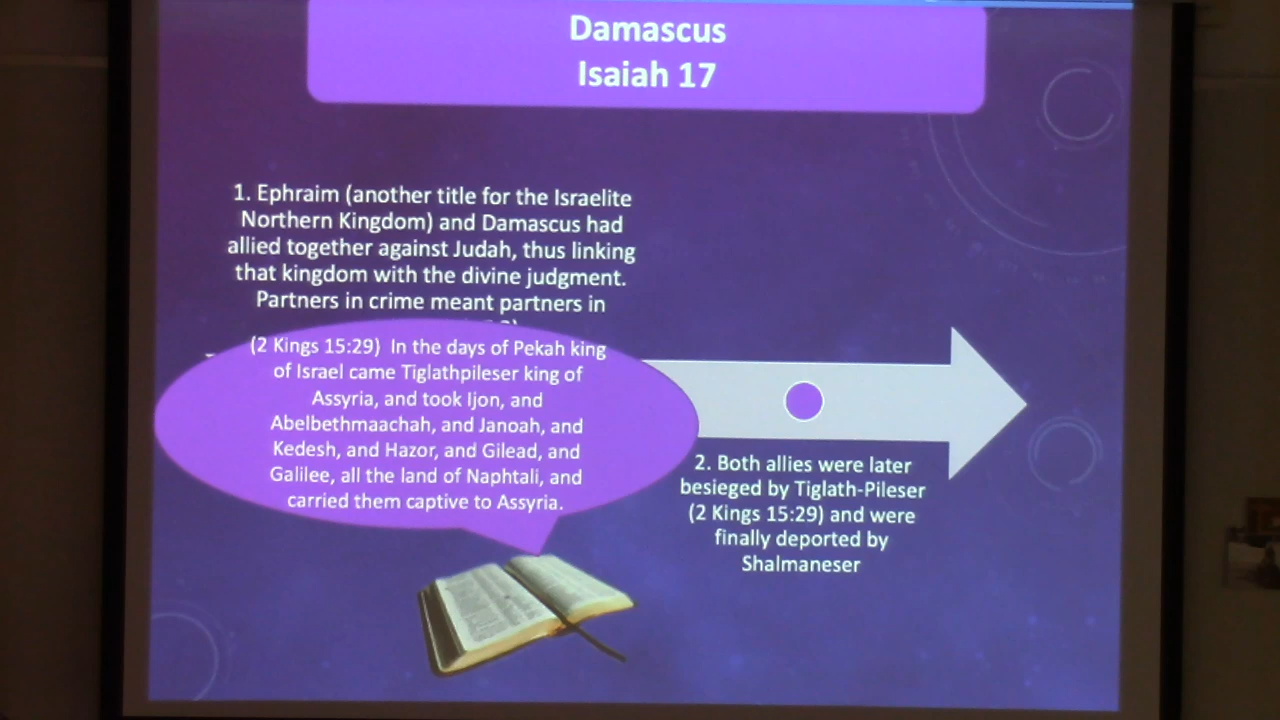 Damascus
Isaiah 17
1. Ephraim (another title for the Israelite
Northern Kingdom) and Damascus had
allied together against Judah, thus linking
that kingdom with the divine judgment.
Partners in crime meant partners in
(2 Kings 15:29) In the days of Pekah king
of Israel came Tiglathpileser king of
Assyria, and took Ijon, and
Abelbethmaachah, and Janoah, and
Kedesh, and Hazor, and Gilead, and
Galilee, all the land of Naphtali, and
carried them captive to Assyria.
2. Both allies were later
besieged by Tiglath-Pileser
(2 Kings 15:29) and were
finally deported by
Shalmaneser